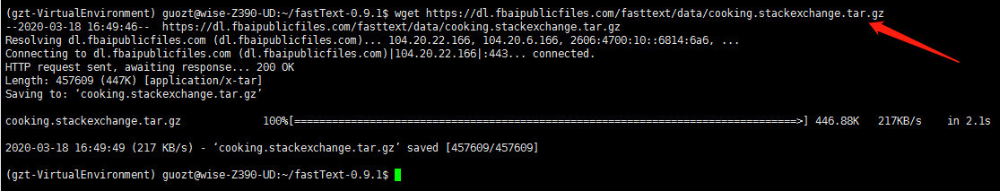 (gzt-VirtualEnvironment) guozt@wise-Z390-UD:~/fastText-0.9.1$ wget https://dl.fbaipublicfiles.com/fasttext/data/cooking.stackexchange.tar.gz
--2020-03-18 16:49:46--  https://dl.fbaipublicfiles.com/fasttext/data/cooking.stackexchange.tar.gz
Resolving dl.fbaipublicfiles.com (dl.fbaipublicfiles.com)... 104.20.22.166, 104.20.6.166, 2606:4700:10::6814:6a6, ...
Connecting to dl.fbaipublicfiles.com (dl.fbaipublicfiles.com)|104.20.22.166|:443... connected.
HTTP request sent, awaiting response... 200 OK
Length: 457609 (447K) [application/x-tar]
Saving to: ‘cooking.stackexchange.tar.gz’
cooking.stackexchange.tar.gz 100%[================================================================================>] 446.88K 217KB/s in 2.1s
2020-03-18 16:49:49 (217 KB/s) - ‘cooking.stackexchange.tar.gz’ saved [457609/457609]
(gzt-VirtualEnvironment) guozt@wise-Z390-UD:~/fastText-0.9.1$